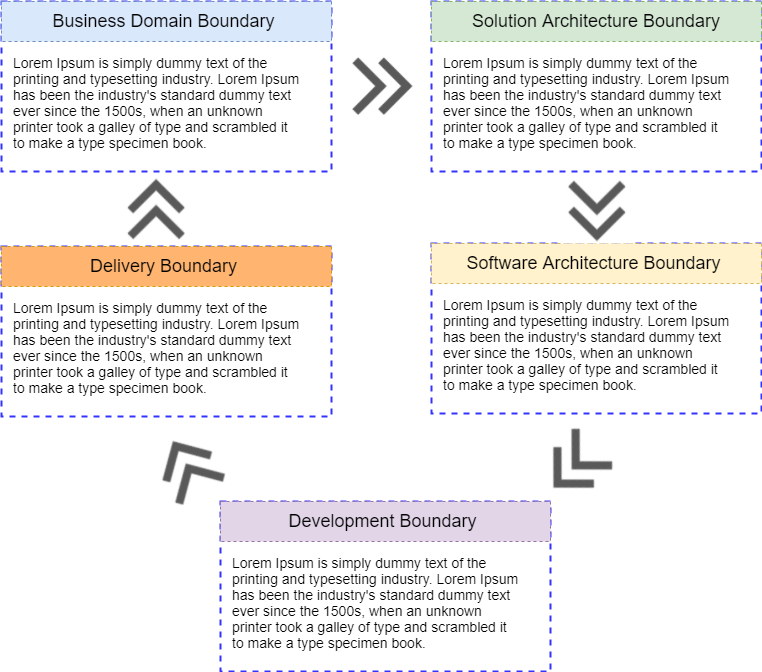 Business Domain Boundary
Lorem Ipsum is simply dummy text of the
printing and typesetting industry. Lorem Ipsum
has been the industry's standard dummy text
ever since the 1500s, when an unknown
printer took a galley of type and scrambled it
to make a type specimen book.
Solution Architecture Boundary
Lorem Ipsum is simply dummy text of the
printing and typesetting industry. Lorem Ipsum
has been the industry's standard dummy text
ever since the 1500s, when an unknown
printer took a galley of type and scrambled it
to make a type specimen book.
Delivery Boundary
Lorem Ipsum is simply dummy text of the
printing and typesetting industry. Lorem Ipsum
has been the industry's standard dummy text
ever since the 1500s, when an unknown
printer took a galley of type and scrambled it
to make a type specimen book.
Software Architecture Boundary
Lorem Ipsum is simply dummy text of the
printing and typesetting industry. Lorem Ipsum
has been the industry's standard dummy text
ever since the 1500s, when an unknown
printer took a galley of type and scrambled it
to make a type specimen book.
Development Boundary
Lorem Ipsum is simply dummy text of the
printing and typesetting industry. Lorem Ipsum
has been the industry's standard dummy text
ever since the 1500s, when an unknown
printer took a galley of type and scrambled it
to make a type specimen book.